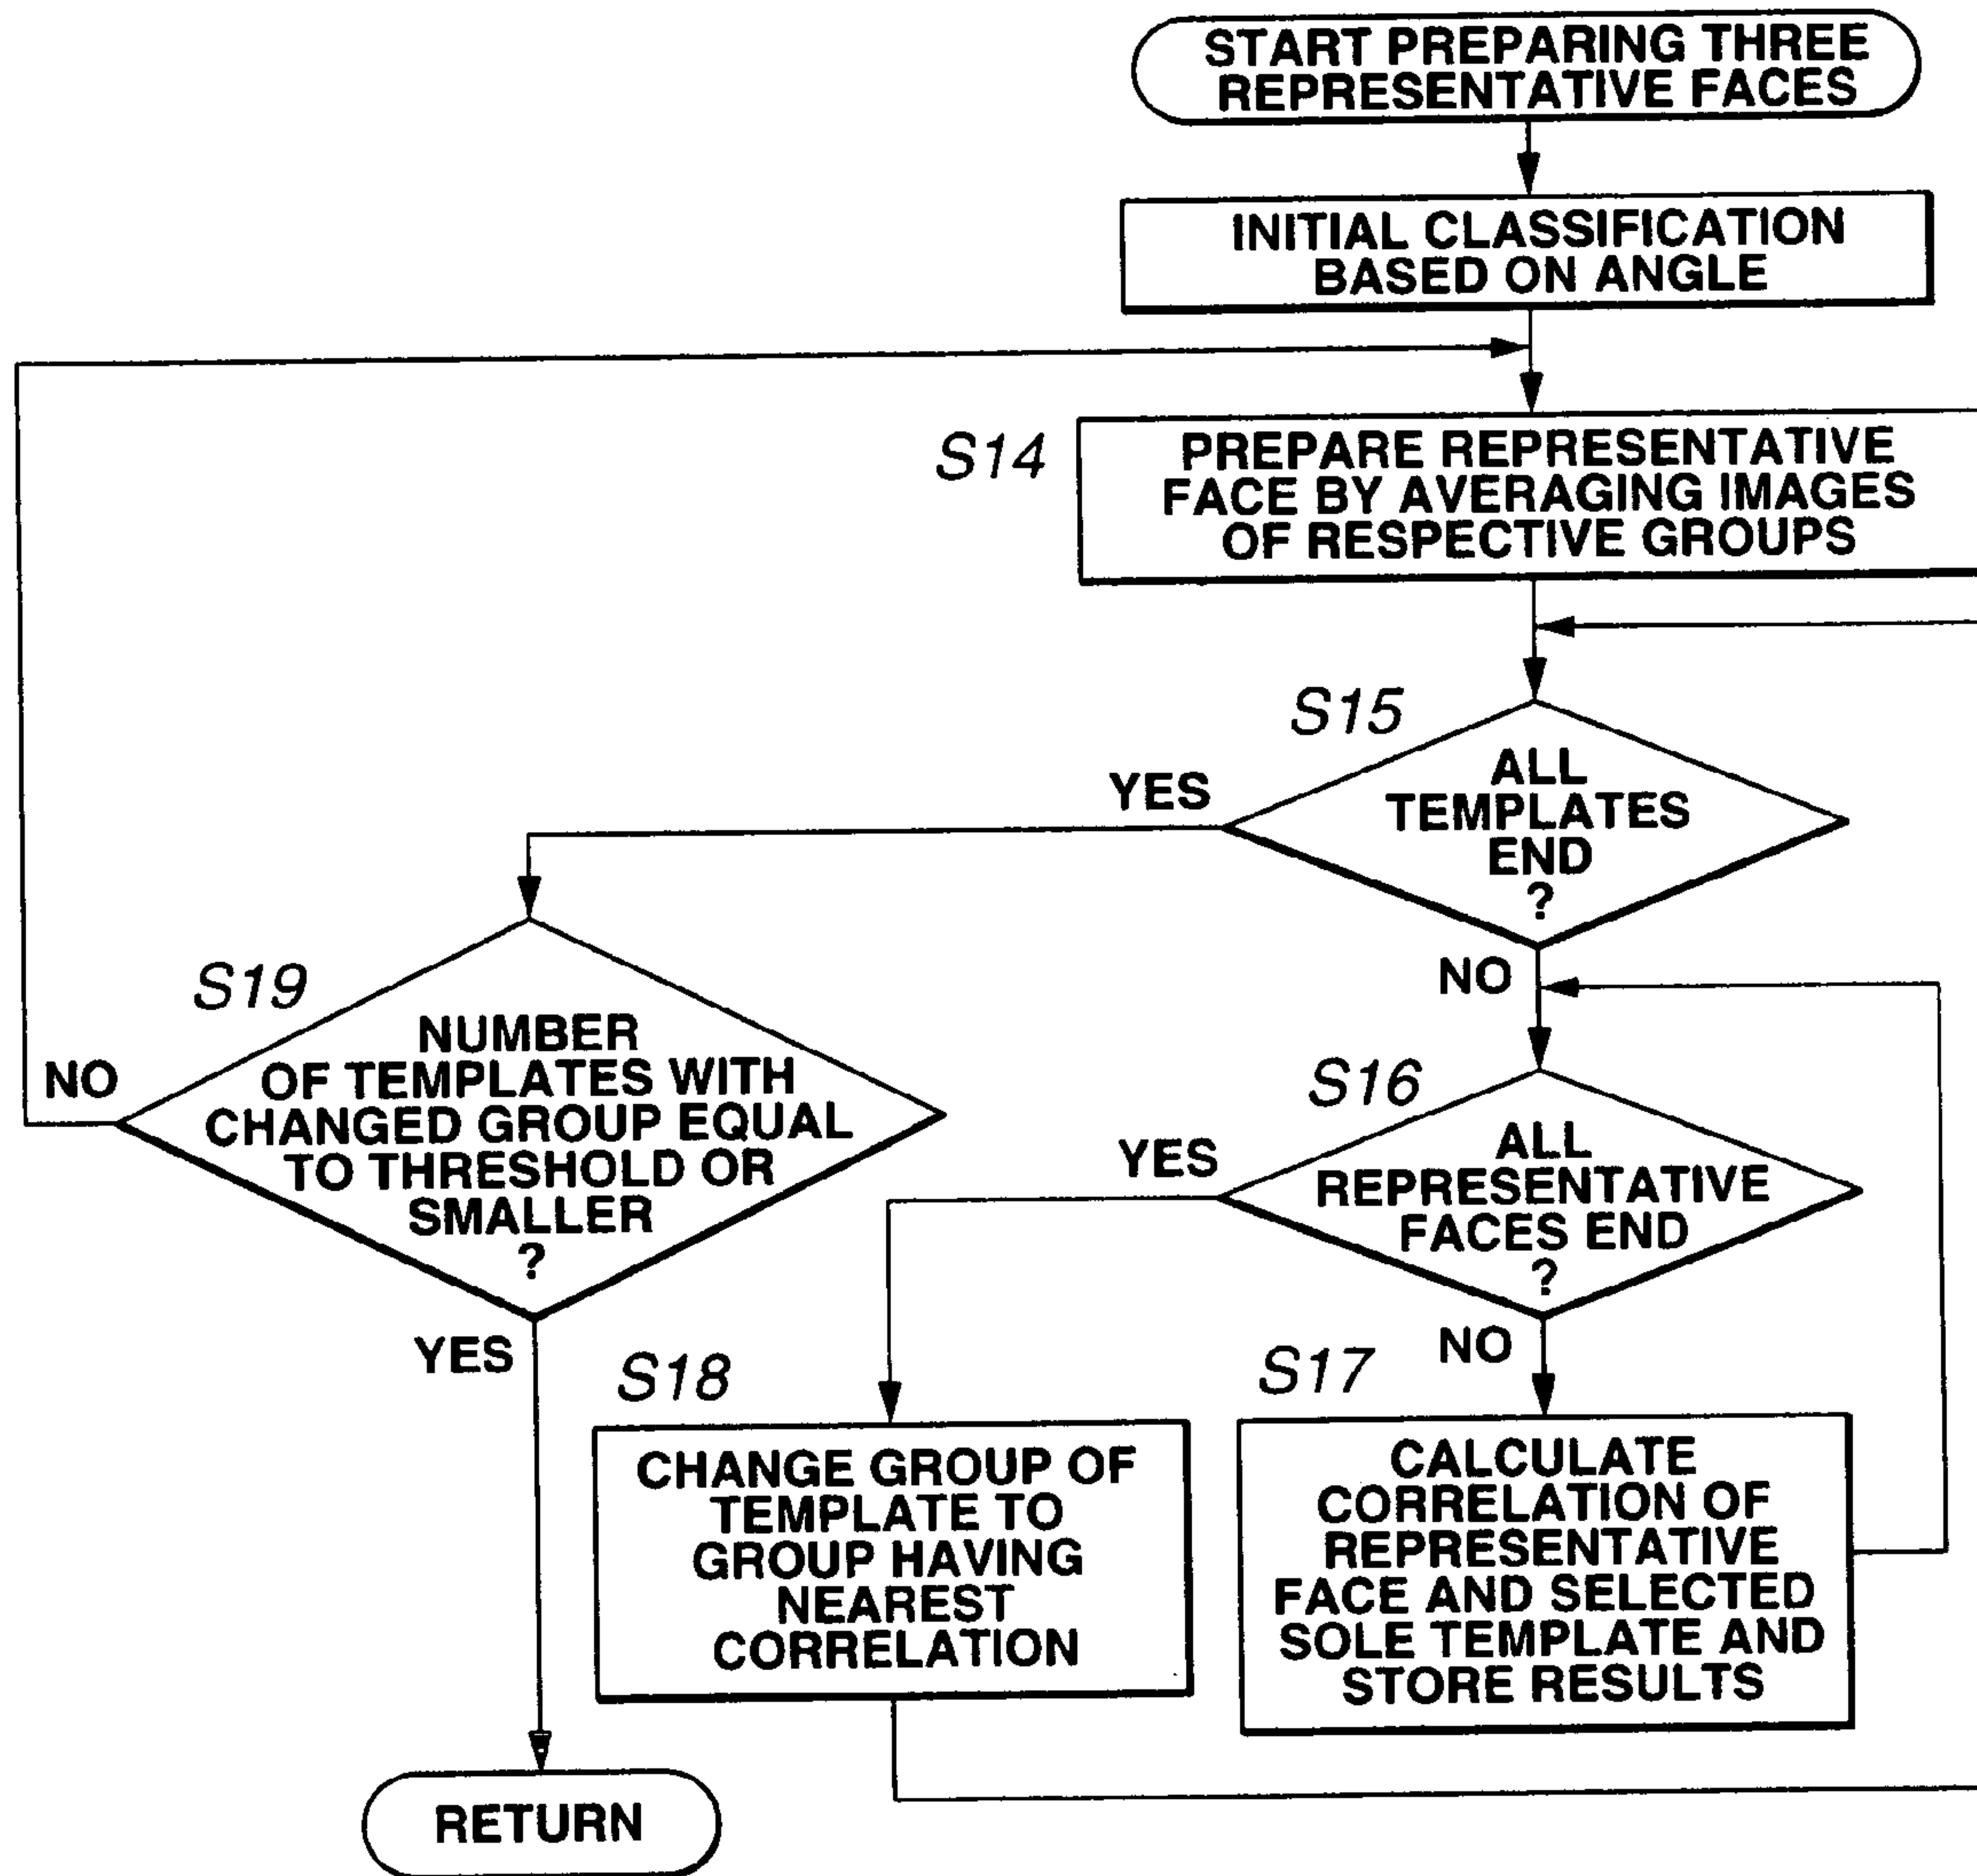 START PREPARING THREE
REPRESENTATIVE FACES
INITIAL CLASSIFICATION
BASED ON ANGLE
S14
PREPARE REPRESENTATIVE
FACE BY AVERAGING IMAGES
OF RESPECTIVE GROUPS
S15
ALL
TEMPLATES
END
?
YES
NO
S19
NUMBER
OF TEMPLATES WITH
CHANGED GROUP EQUAL
TO THRESHOLD OR
SMALLER
?
NO
YES
S16
ALL
REPRESENTATIVE
FACES END
?
YES
NO
S18
CHANGE GROUP OF
TEMPLATE TO
GROUP HAVING
NEAREST
CORRELATION
S17
CALCULATE
CORRELATION OF
REPRESENTATIVE
FACE AND SELECTED
SOLE TEMPLATE AND
STORE RESULTS
RETURN